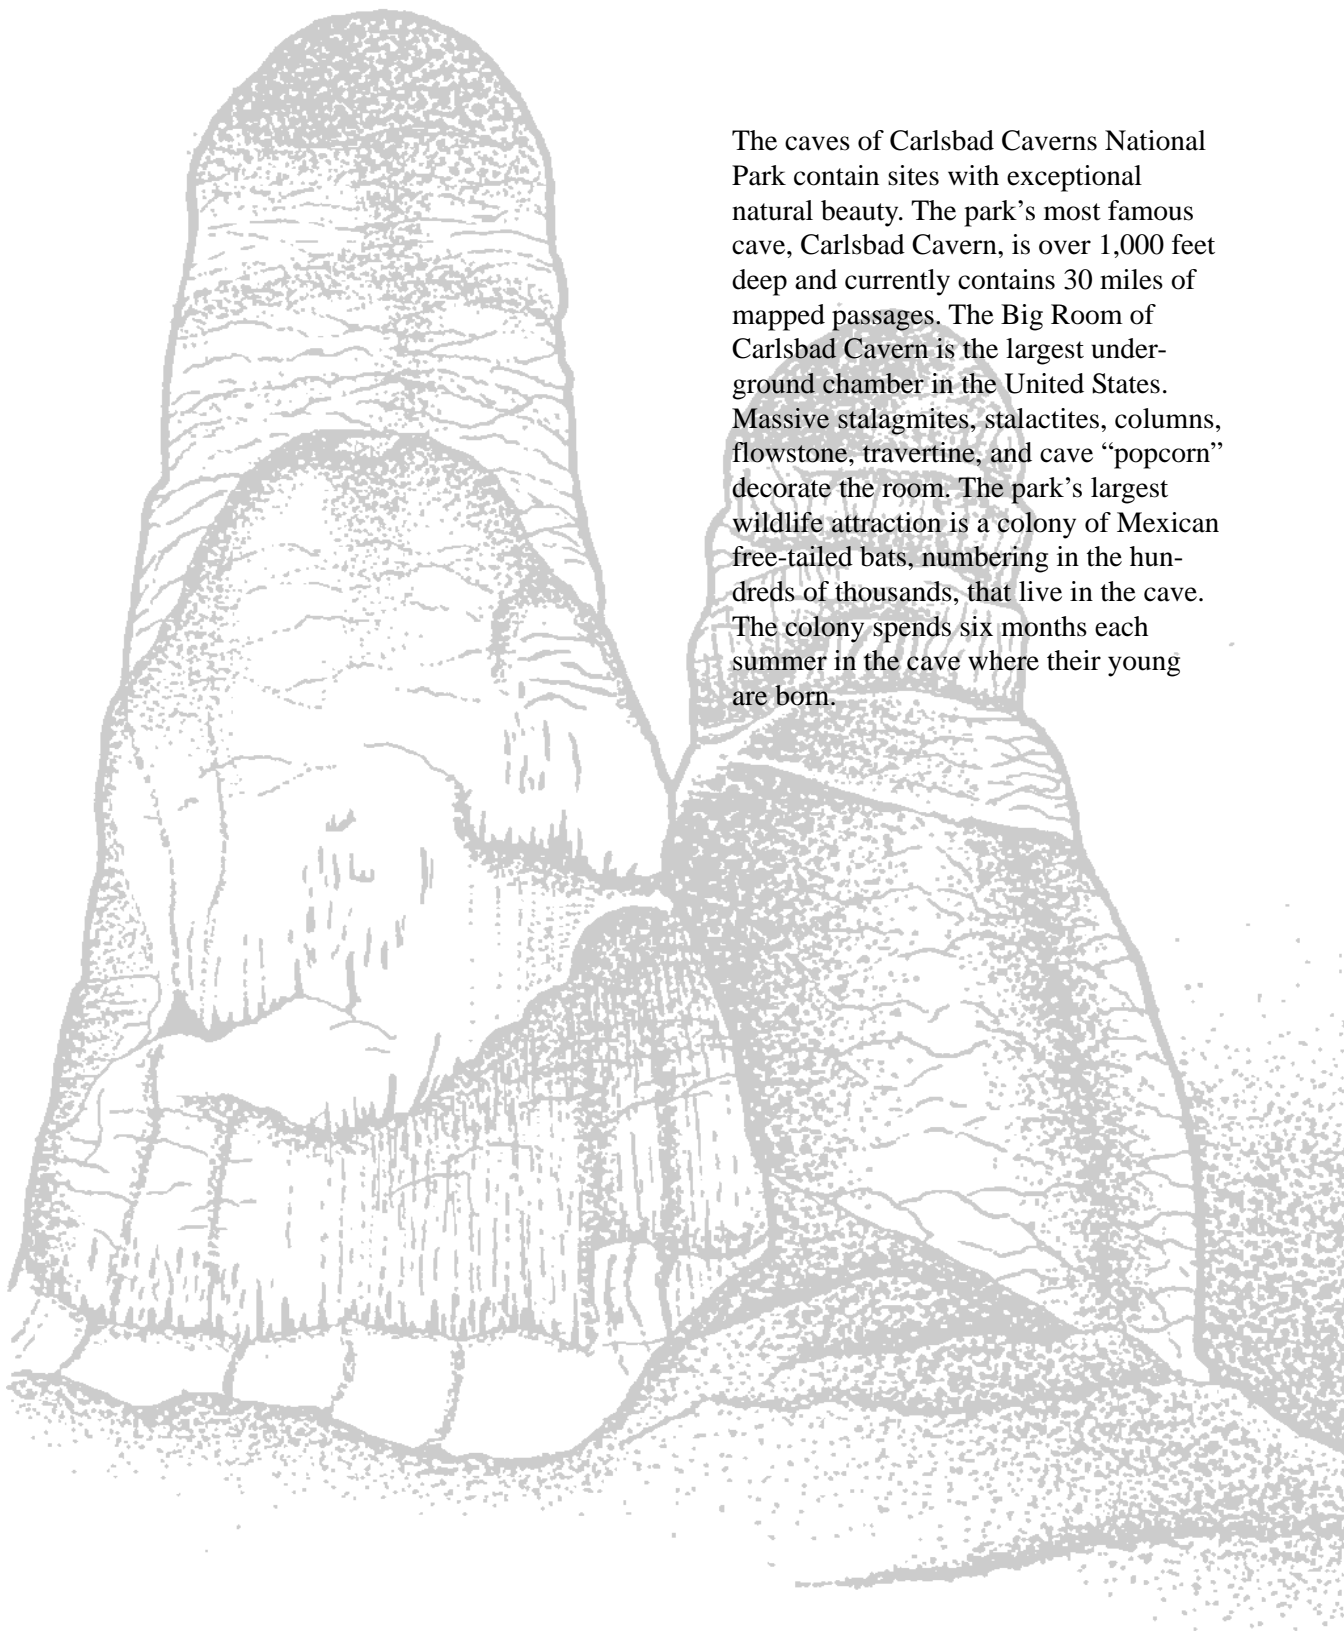 The caves of Carlsbad Caverns National
Park contain sites with exceptional
natural beauty. The park’s most famous
cave, Carlsbad Cavern, is over 1,000 feet
deep and currently contains 30 miles of
mapped passages. The Big Room of
Carlsbad Cavern is the largest under-
ground chamber in the United States.
Massive stalagmites, stalactites, columns,
flowstone, travertine, and cave “popcorn”
decorate the room. The park’s largest
wildlife attraction is a colony of Mexican
free-tailed bats, numbering in the hun-
dreds of thousands, that live in the cave.
The colony spends six months each
summer in the cave where their young
are born.